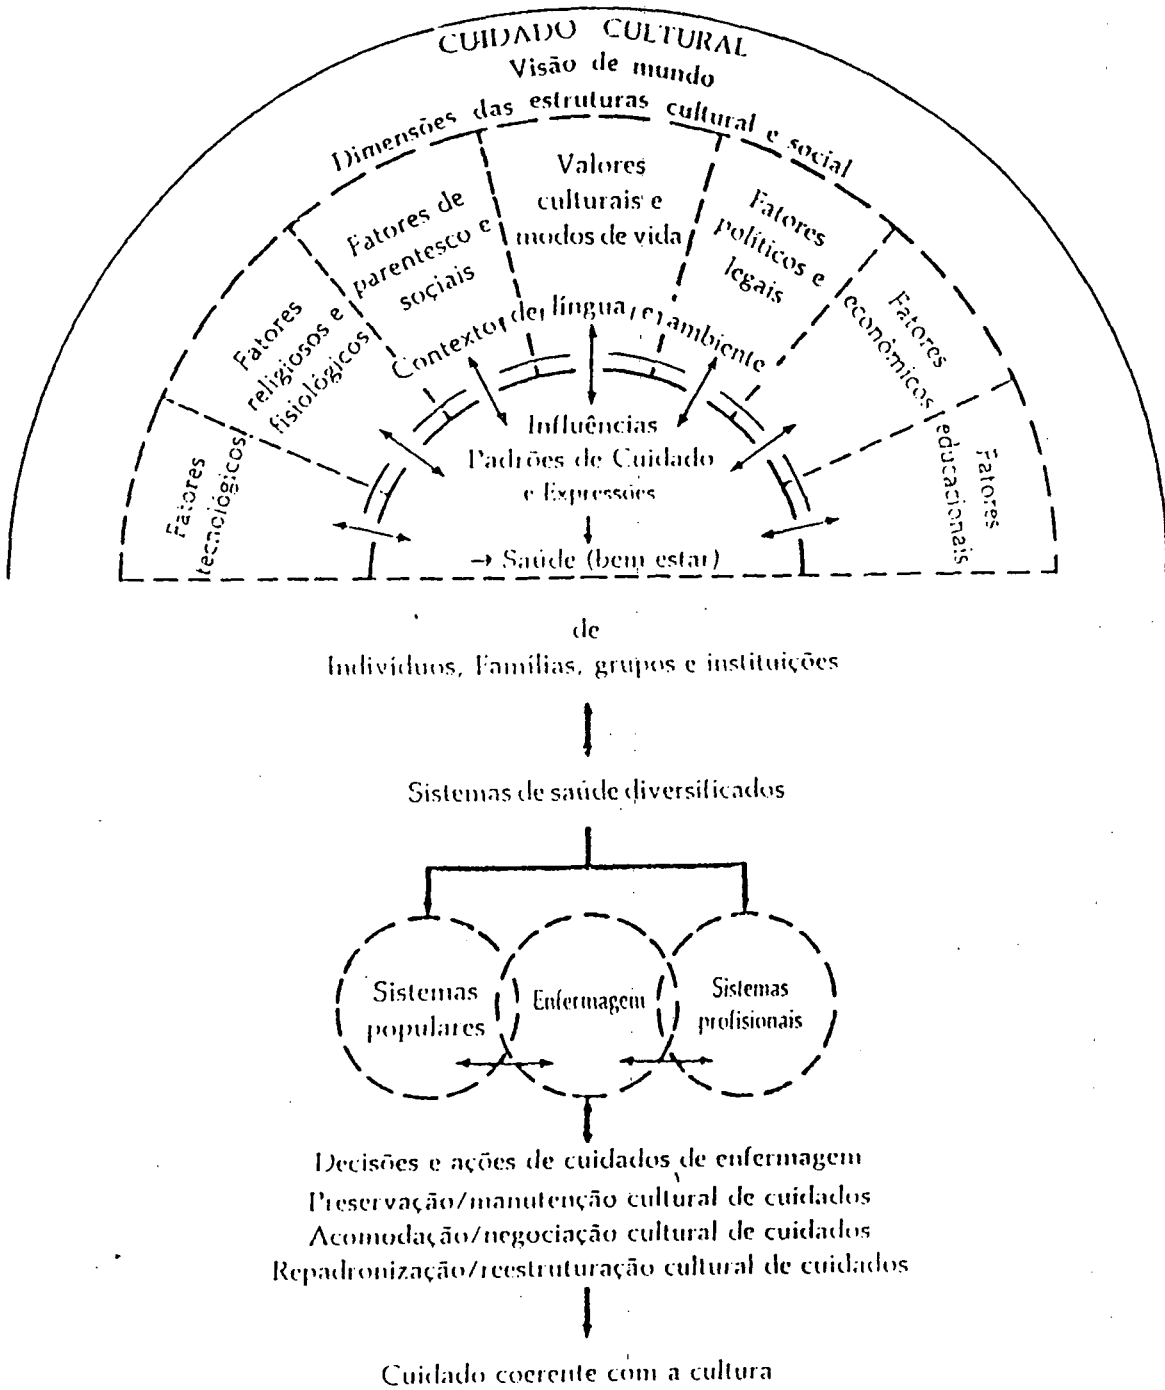 CUIDADO CULTURAL
Visão de mundo
Dimensões das estruturas cultural e social
Fatores
tecnológicos
Fatores
religiosos e
fisiológicos
Fatores de
parentesco e
sociais
Valores
culturais e
modos de vida
Fatores
políticos e
legais
Fatores
econômicos
Fatores
educacionais
Contexto de língua e ambiente
Influências
Padrões de Cuidado
e Expressões
→ Saúde (bem estar)
de
Indivíduos, Famílias, grupos e instituições
Sistemas de saúde diversificados
Sistemas
populares
Enfermagem
Sistemas
profisionais
Decisões e ações de cuidados de enfermagem
Preservação/manutenção cultural de cuidados
Acomodação/negociação cultural de cuidados
Repadronização/reestruturação cultural de cuidados
Cuidado coerente com a cultura